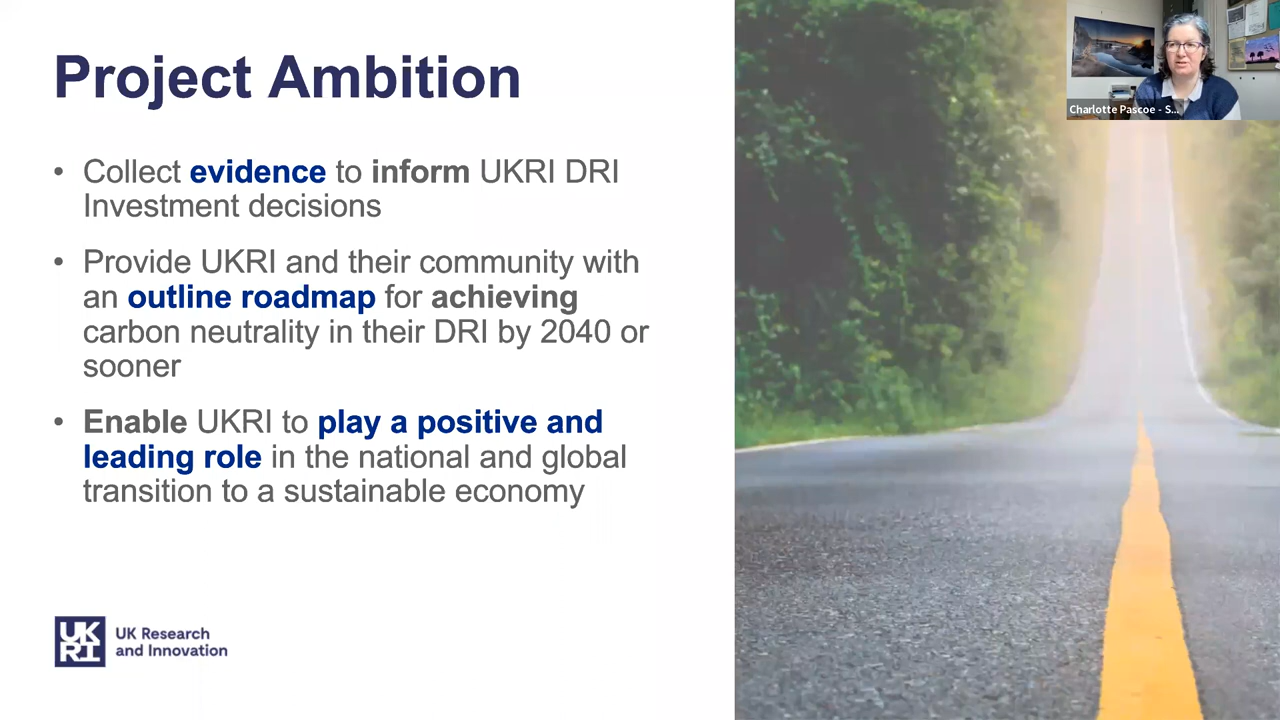 Project Ambition
Charlotte Pascoe - S...
• Collect evidence to inform UKRI DRI
Investment decisions
• Provide UKRI and their community with
an outline roadmap for achieving
carbon neutrality in their DRI by 2040 or
sooner
• Enable UKRI to play a positive and
leading role in the national and global
transition to a sustainable economy
UK
RI
UK Research
and Innovation